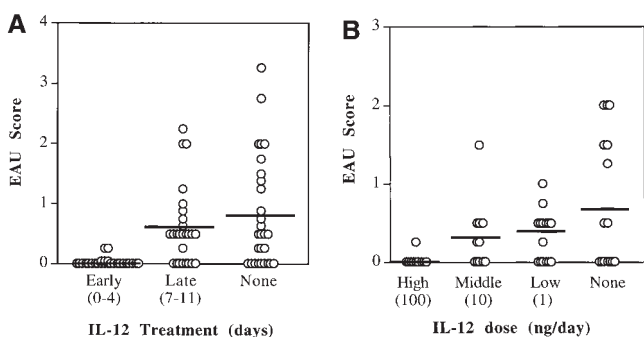 A
EAU Score
4
3
2
1
0
Early Late None
(0-4) (7-11)
IL-12 Treatment (days)
B
EAU Score
3
2
1
0
High Middle Low None
(100) (10) (1)
IL-12 dose (ng/day)